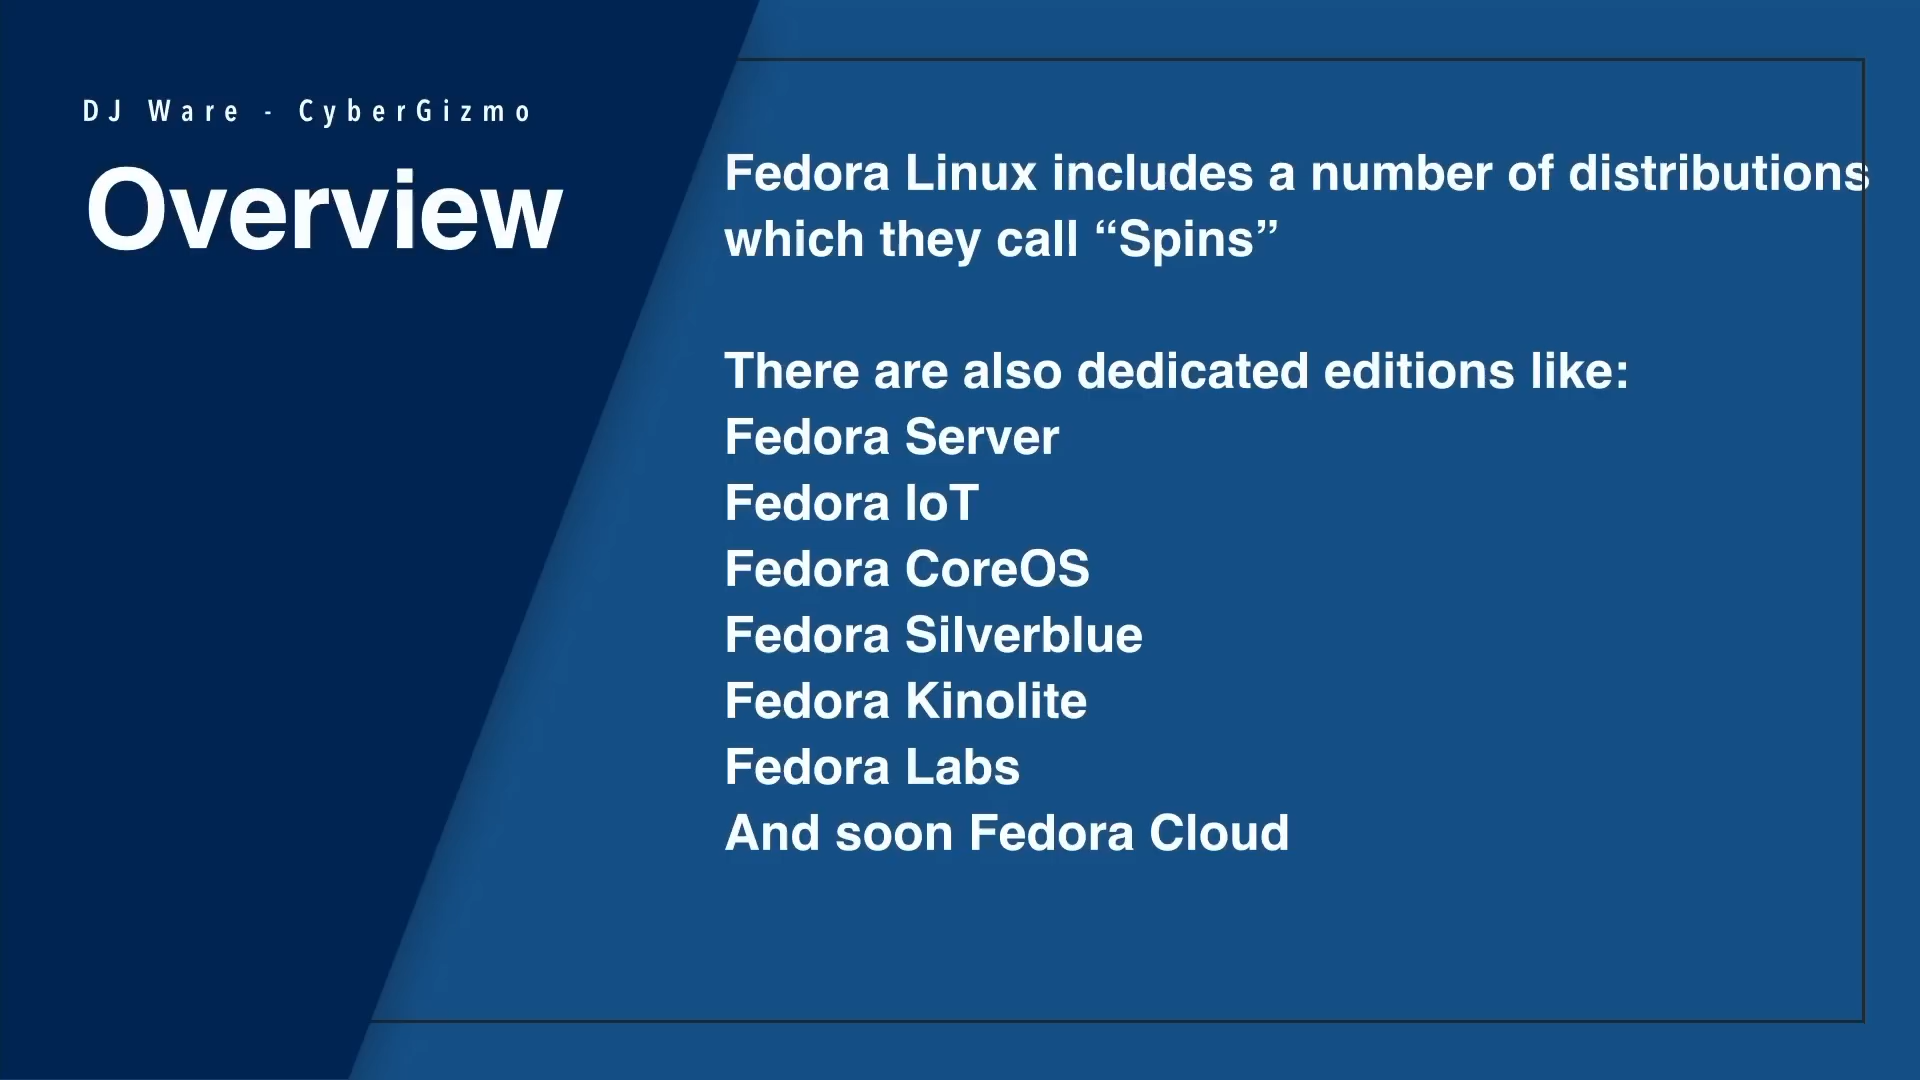 DJ Ware - CyberGizmo
Overview
Fedora Linux includes a number of distributions
which they call “Spins”
There are also dedicated editions like:
Fedora Server
Fedora IoT
Fedora CoreOS
Fedora Silverblue
Fedora Kinolite
Fedora Labs
And soon Fedora Cloud